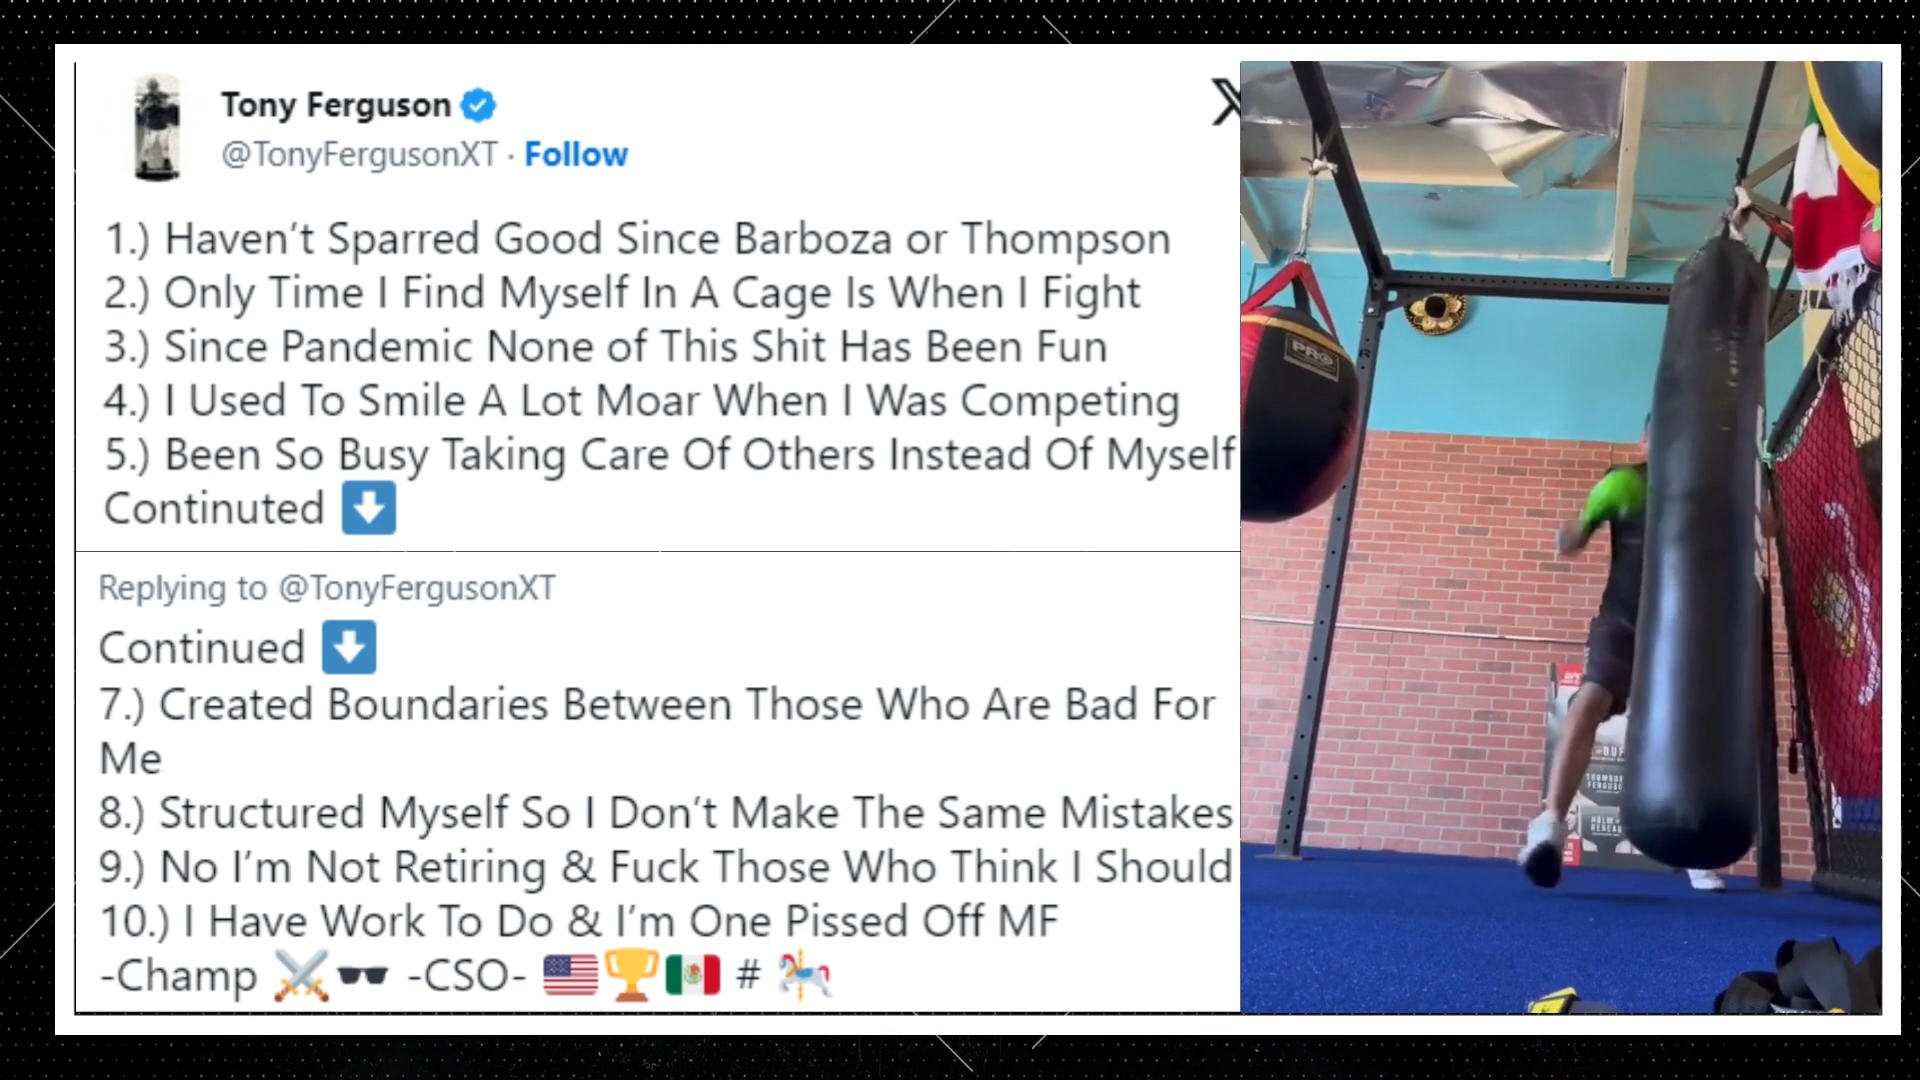 Tony Ferguson
@TonyFergusonXT · Follow
1.) Haven’t Sparred Good Since Barboza or Thompson
2.) Only Time I Find Myself In A Cage Is When I Fight
3.) Since Pandemic None of This Shit Has Been Fun
4.) I Used To Smile A Lot Moar When I Was Competing
5.) Been So Busy Taking Care Of Others Instead Of Myself
Continuted ⬇️
Replying to @TonyFergusonXT
Continued ⬇️
7.) Created Boundaries Between Those Who Are Bad For
Me
8.) Structured Myself So I Don’t Make The Same Mistakes
9.) No I’m Not Retiring & Fuck Those Who Think I Should
10.) I Have Work To Do & I’m One Pissed Off MF
-Champ ⚔️🕶️ -CSO- 🇺🇸🏆🇲🇽 # 🎠
PRO
FERGUSON
HOLM